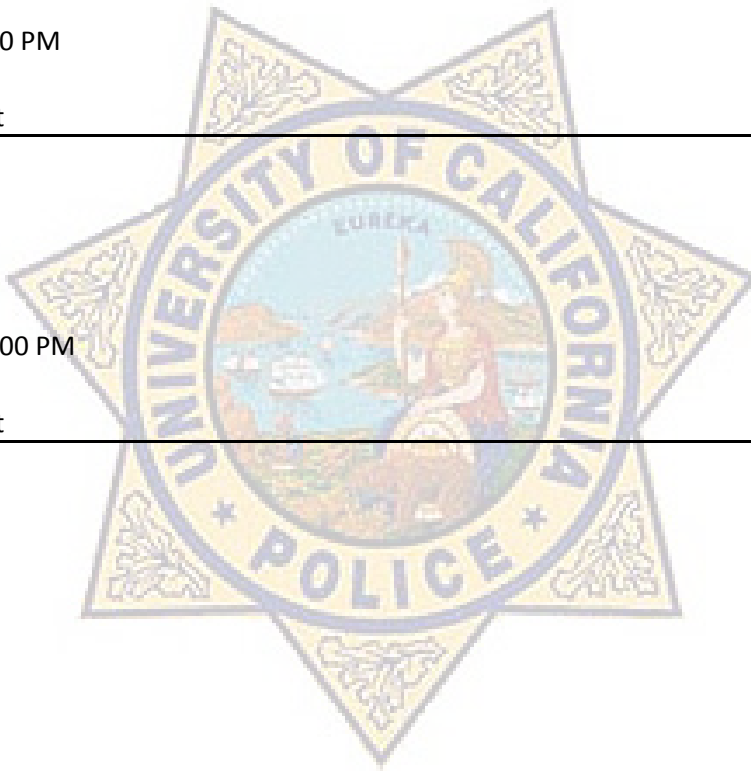 0 PM
t
UNIVERSITY OF CALIFORNIA
EUREKA
00 PM
t
* POLICE *